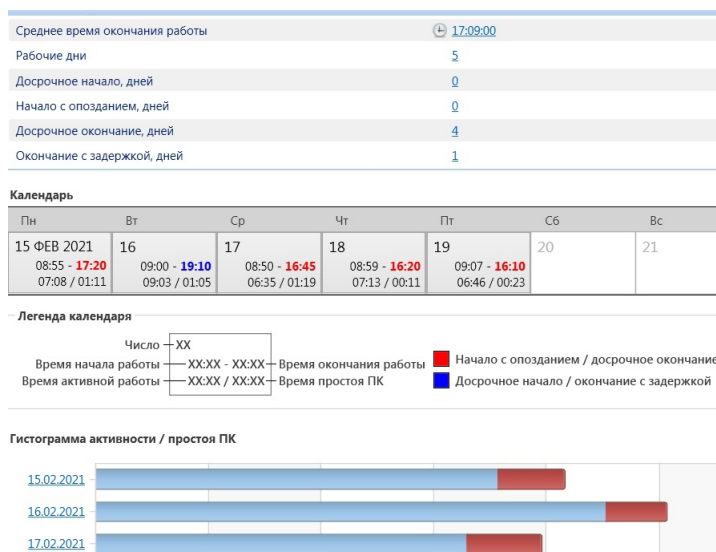 Среднее время окончания работы 17:09:00
Рабочие дни 5
Досрочное начало, дней 0
Начало с опозданием, дней 0
Досрочное окончание, дней 4
Окончание с задержкой, дней 1
Календарь
Пн Вт Ср Чт Пт Сб Вс
15 ФЕВ 2021 16 17 18 19 20 21
08:55 - 17:20 09:00 - 19:10 08:50 - 16:45 08:59 - 16:20 09:07 - 16:10
07:08 / 01:11 09:03 / 01:05 06:35 / 01:19 07:13 / 00:11 06:46 / 00:23
Легенда календаря
Число XX
Время начала работы XX:XX - XX:XX Время окончания работы Начало с опозданием / досрочное окончание
Время активной работы XX:XX / XX:XX Время простоя ПК Досрочное начало / окончание с задержкой
Гистограмма активности / простоя ПК
15.02.2021
16.02.2021
17.02.2021